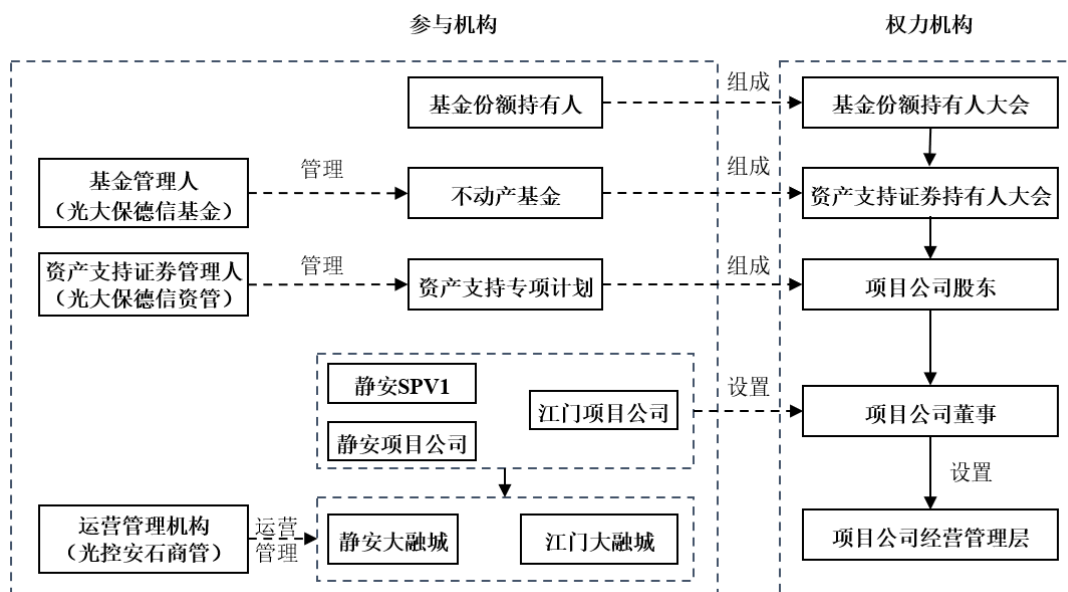 参与机构
权力机构
基金份额持有人
组成
基金份额持有人大会
基金管理人
（光大保德信基金）
管理
不动产基金
组成
资产支持证券持有人大会
资产支持证券管理人
（光大保德信资管）
管理
资产支持专项计划
组成
项目公司股东
静安SPV1
静安项目公司
江门项目公司
设置
项目公司董事
设置
运营管理机构
（光控安石商管）
运营
管理
静安大融城
江门大融城
项目公司经营管理层